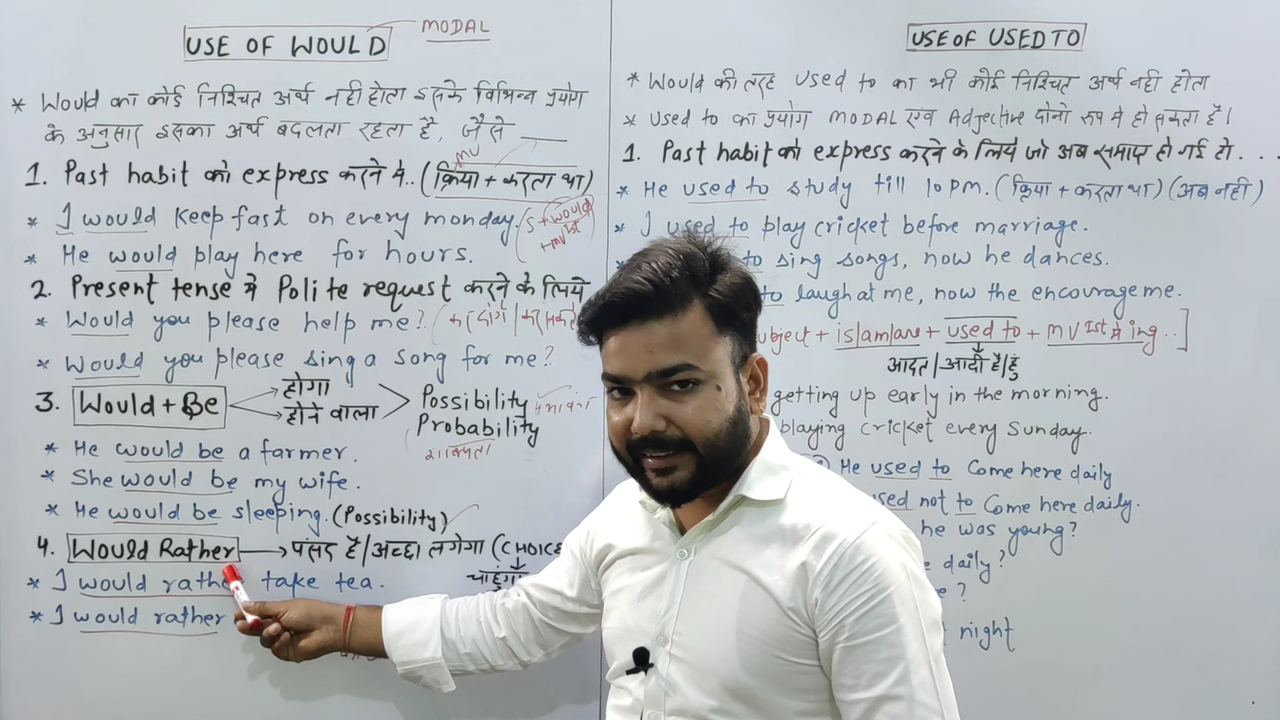 USE OF WOULD
MODAL
* Would का कोई निश्चित अर्थ नही होता इसके विभिन्न प्रयोग
के अनुसार इसका अर्थ बदलता रहता है, जैसे ___
MV
1. Past habit को express करने मे.. (क्रिया + करता था)
* I would keep fast on every monday.
(S + would
+ MV Ist)
* He would play here for hours.
2. Present tense मे Polite request करने के लिये
* Would you please help me?
* Would you please sing a song for me?
3. Would + Be
होगा
होने वाला
Possibility
Probability
* He would be a farmer.
* She would be my wife.
* He would be sleeping. (Possibility)
4. Would Rather → पंसद है/अच्छा लगेगा (CHOICE
* I would rather take tea.
* I would rather
USE OF USED TO
* Would की तरह used to का भी कोई निश्चित अर्थ नही होता
* Used to का प्रयोग MODAL एवं Adjective दोनो रूप मे हो सकता है।
1. Past habit को express करने के लिये जो अब समाप्त हो गई हो....
* He used to study till 10 pm. (क्रिया + करता था) (अब नही)
* I used to play cricket before marriage.
to sing songs, now he dances.
to laugh at me, now the encourage me.
ubject + is/am/are + used to + MV Ist मे ing..]
आदत/आदी है/हुं
getting up early in the morning.
playing cricket every Sunday.
He used to Come here daily
used not to Come here daily.
he was young?
daily?
?
night